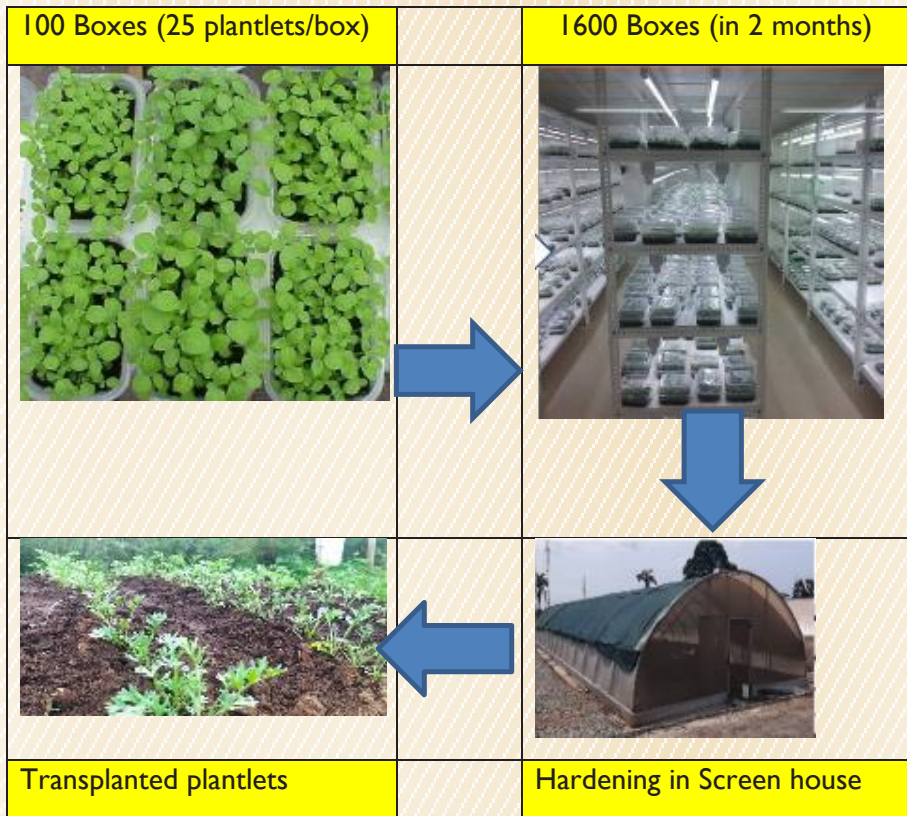 100 Boxes (25 plantlets/box)
1600 Boxes (in 2 months)
Transplanted plantlets
Hardening in Screen house